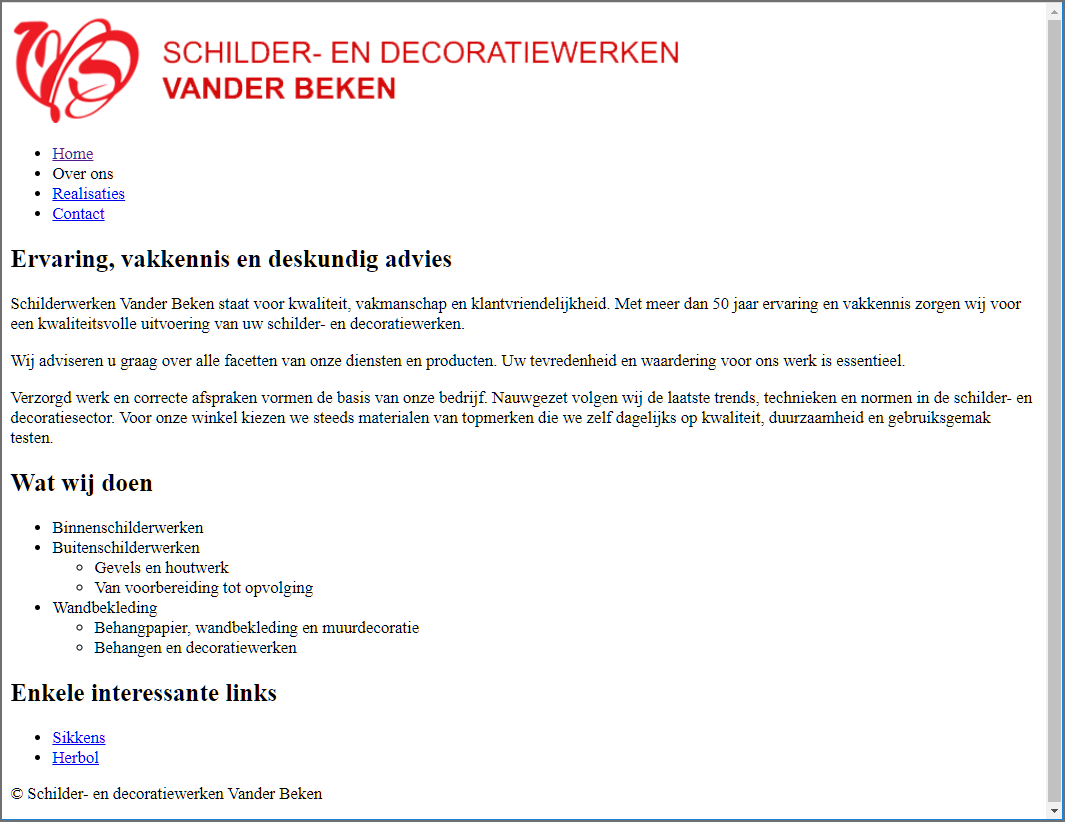 VB
SCHILDER- EN DECORATIEWERKEN
VANDER BEKEN
Home
Over ons
Realisaties
Contact
Ervaring, vakkennis en deskundig advies
Schilderwerken Vander Beken staat voor kwaliteit, vakmanschap en klantvriendelijkheid. Met meer dan 50 jaar ervaring en vakkennis zorgen wij voor
een kwaliteitsvolle uitvoering van uw schilder- en decoratiewerken.
Wij adviseren u graag over alle facetten van onze diensten en producten. Uw tevredenheid en waardering voor ons werk is essentieel.
Verzorgd werk en correcte afspraken vormen de basis van onze bedrijf. Nauwgezet volgen wij de laatste trends, technieken en normen in de schilder- en
decoratiesector. Voor onze winkel kiezen we steeds materialen van topmerken die we zelf dagelijks op kwaliteit, duurzaamheid en gebruiksgemak
testen.
Wat wij doen
Binnenschilderwerken
Buitenschilderwerken
Gevels en houtwerk
Van voorbereiding tot opvolging
Wandbekleding
Behangpapier, wandbekleding en muurdecoratie
Behangen en decoratiewerken
Enkele interessante links
Sikkens
Herbol
© Schilder- en decoratiewerken Vander Beken